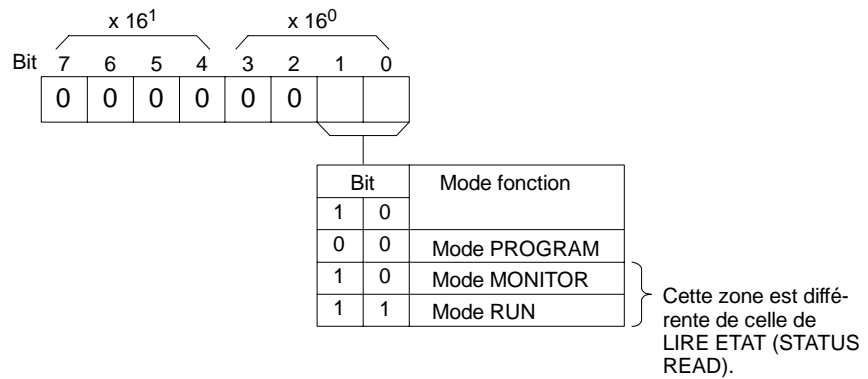 x 16¹ x 16⁰
Bit 7 6 5 4 3 2 1 0
0 0 0 0 0 0
Bit Mode fonction
1 0
0 0 Mode PROGRAM
1 0 Mode MONITOR
1 1 Mode RUN
Cette zone est diffé-
rente de celle de
LIRE ETAT (STATUS
READ).